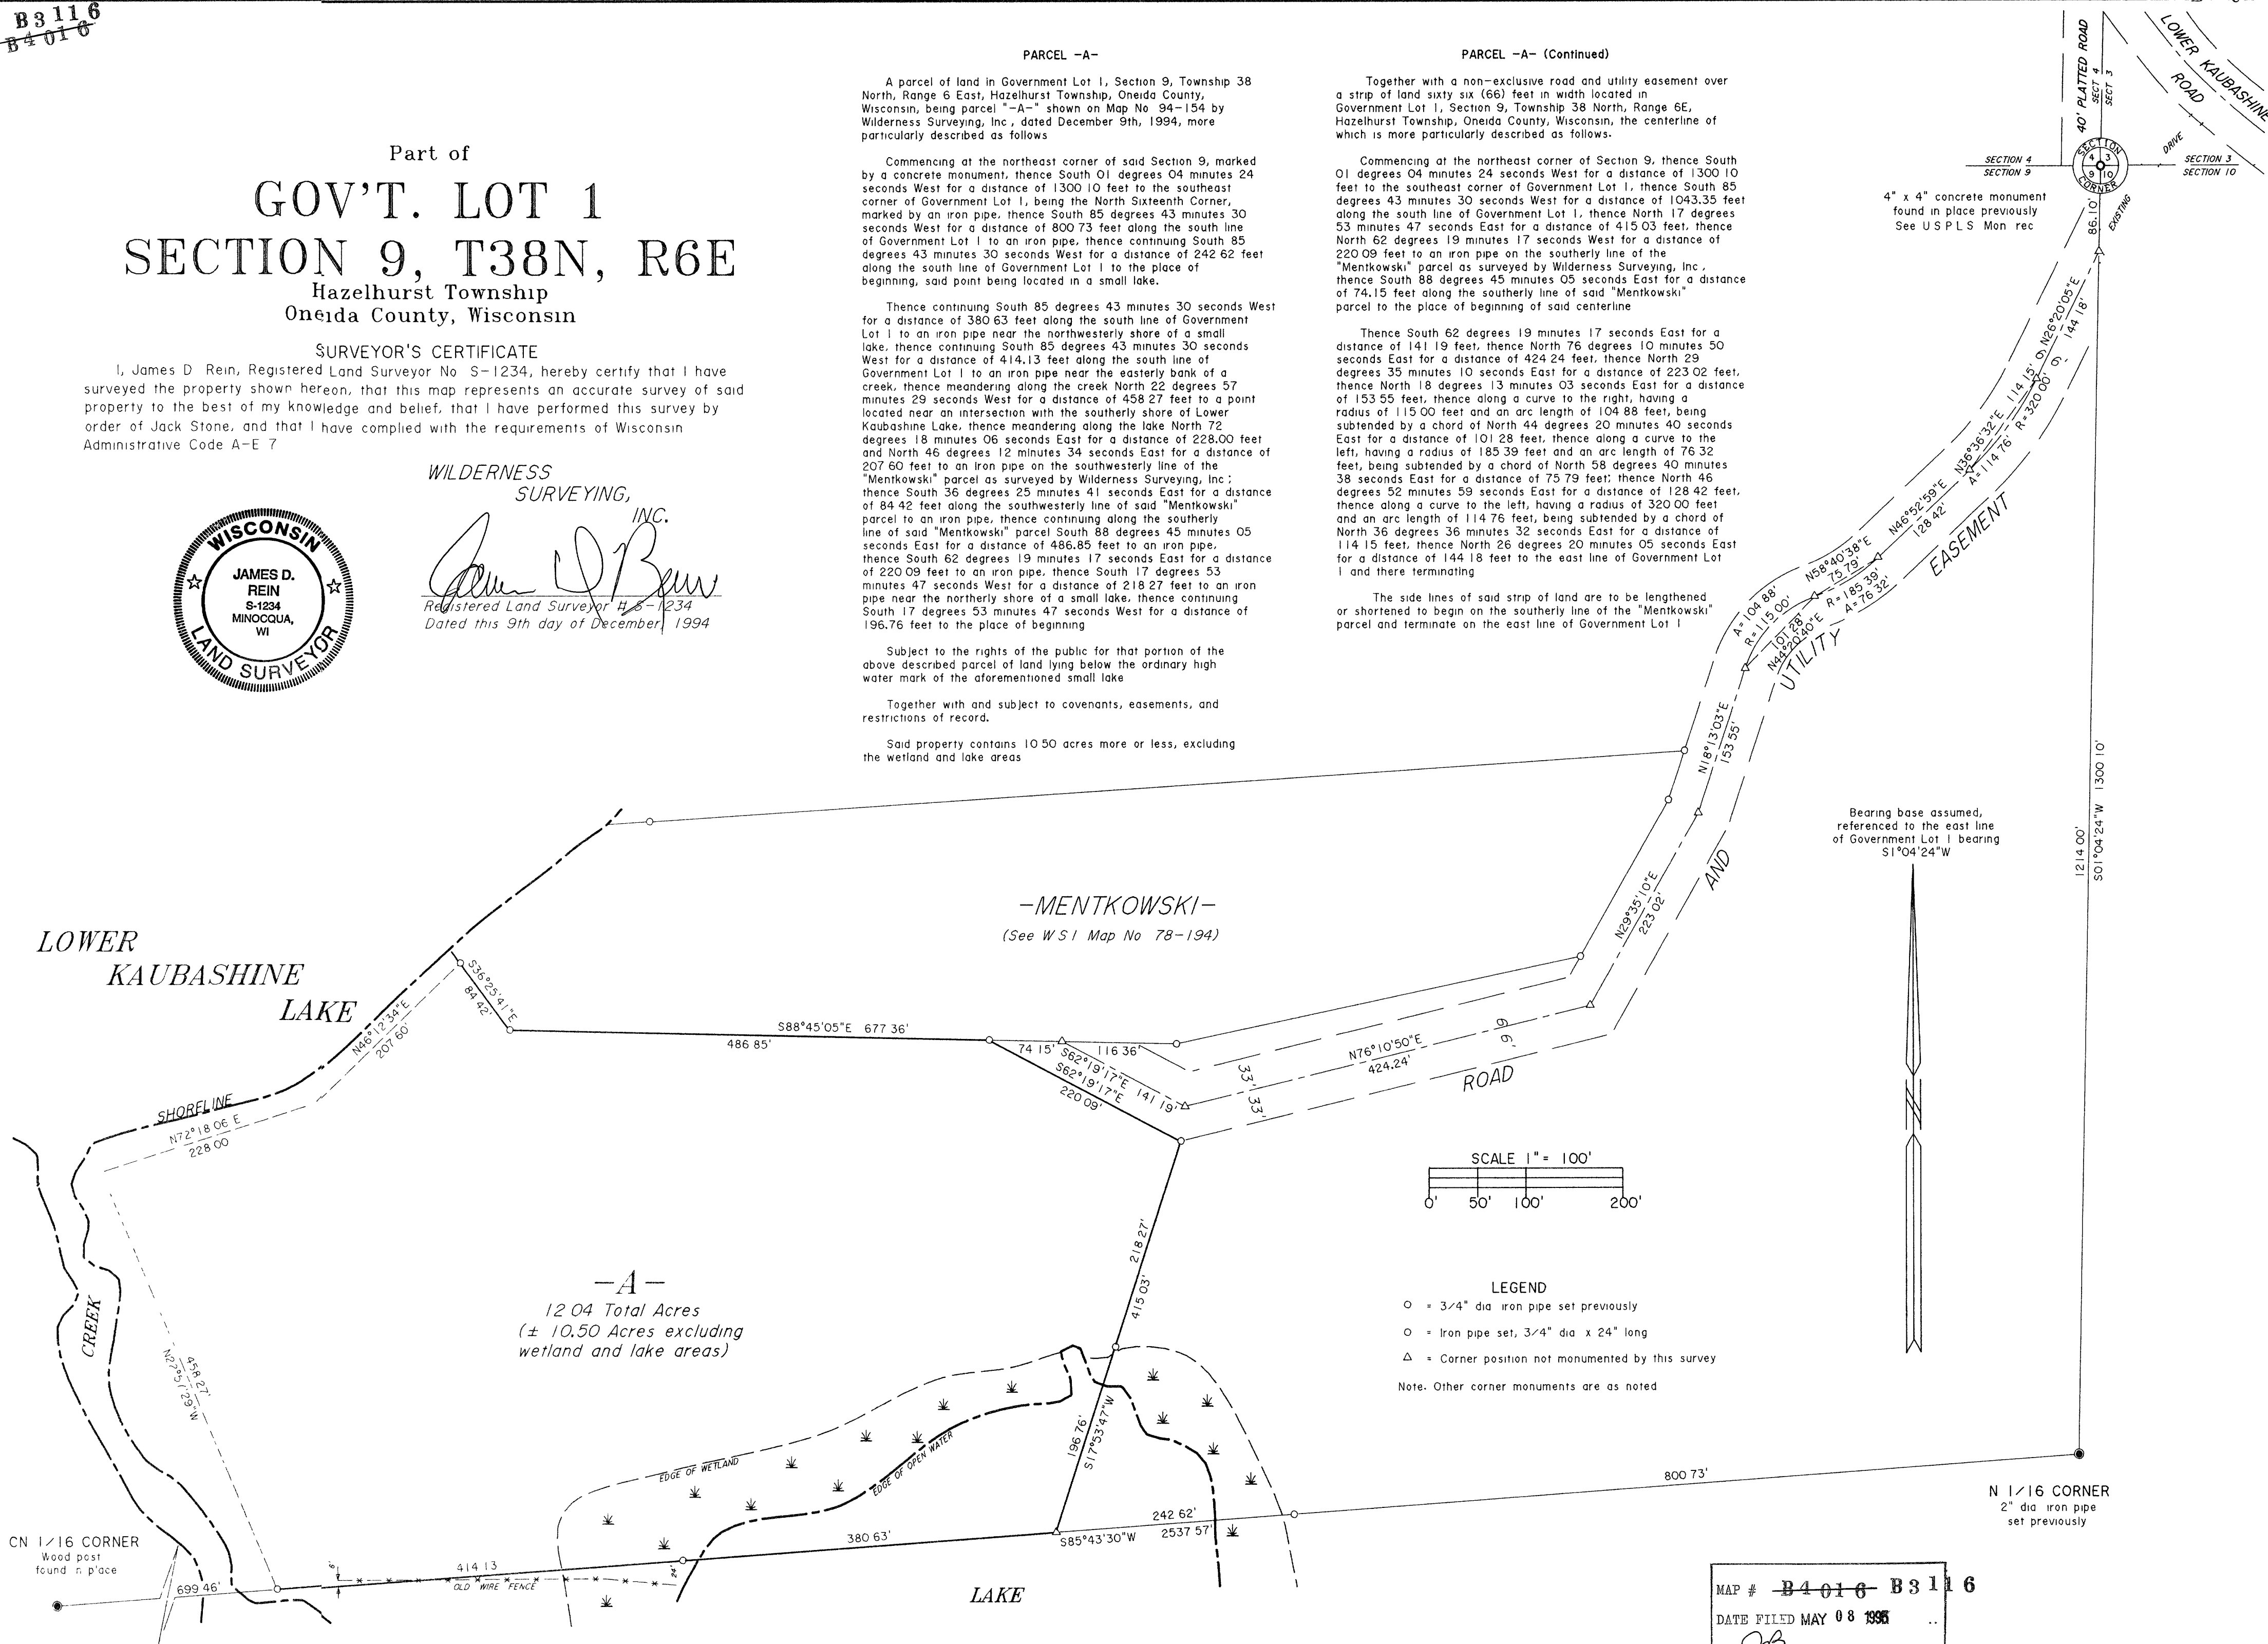 B3116
B4016
Part of
GOV'T. LOT 1
SECTION 9, T38N, R6E
Hazelhurst Township
Oneida County, Wisconsin
SURVEYOR'S CERTIFICATE
I, James D Rein, Registered Land Surveyor No S-1234, hereby certify that I have
surveyed the property shown hereon, that this map represents an accurate survey of said
property to the best of my knowledge and belief, that I have performed this survey by
order of Jack Stone, and that I have complied with the requirements of Wisconsin
Administrative Code A-E 7
WILDERNESS
SURVEYING,
INC.
Registered Land Surveyor # S-1234
Dated this 9th day of December, 1994
WISCONSIN
JAMES D.
REIN
S-1234
MINOCQUA,
WI
LAND SURVEYOR
PARCEL -A-
A parcel of land in Government Lot 1, Section 9, Township 38
North, Range 6 East, Hazelhurst Township, Oneida County,
Wisconsin, being parcel "-A-" shown on Map No 94-154 by
Wilderness Surveying, Inc, dated December 9th, 1994, more
particularly described as follows
Commencing at the northeast corner of said Section 9, marked
by a concrete monument, thence South 01 degrees 04 minutes 24
seconds West for a distance of 1300 10 feet to the southeast
corner of Government Lot 1, being the North Sixteenth Corner,
marked by an iron pipe, thence South 85 degrees 43 minutes 30
seconds West for a distance of 800 73 feet along the south line
of Government Lot 1 to an iron pipe, thence continuing South 85
degrees 43 minutes 30 seconds West for a distance of 242 62 feet
along the south line of Government Lot 1 to the place of
beginning, said point being located in a small lake.
Thence continuing South 85 degrees 43 minutes 30 seconds West
for a distance of 380 63 feet along the south line of Government
Lot 1 to an iron pipe near the northwesterly shore of a small
lake, thence continuing South 85 degrees 43 minutes 30 seconds
West for a distance of 414.13 feet along the south line of
Government Lot 1 to an iron pipe near the easterly bank of a
creek, thence meandering along the creek North 22 degrees 57
minutes 29 seconds West for a distance of 458 27 feet to a point
located near an intersection with the southerly shore of Lower
Kaubashine Lake, thence meandering along the lake North 72
degrees 18 minutes 06 seconds East for a distance of 228.00 feet
and North 46 degrees 12 minutes 34 seconds East for a distance of
207 60 feet to an iron pipe on the southwesterly line of the
"Mentkowski" parcel as surveyed by Wilderness Surveying, Inc;
thence South 36 degrees 25 minutes 41 seconds East for a distance
of 84 42 feet along the southwesterly line of said "Mentkowski"
parcel to an iron pipe, thence continuing along the southerly
line of said "Mentkowski" parcel South 88 degrees 45 minutes 05
seconds East for a distance of 486.85 feet to an iron pipe,
thence South 62 degrees 19 minutes 17 seconds East for a distance
of 220 09 feet to an iron pipe, thence South 17 degrees 53
minutes 47 seconds West for a distance of 218 27 feet to an iron
pipe near the northerly shore of a small lake, thence continuing
South 17 degrees 53 minutes 47 seconds West for a distance of
196.76 feet to the place of beginning
Subject to the rights of the public for that portion of the
above described parcel of land lying below the ordinary high
water mark of the aforementioned small lake
Together with and subject to covenants, easements, and
restrictions of record.
Said property contains 10 50 acres more or less, excluding
the wetland and lake areas
PARCEL -A- (Continued)
Together with a non-exclusive road and utility easement over
a strip of land sixty six (66) feet in width located in
Government Lot 1, Section 9, Township 38 North, Range 6E,
Hazelhurst Township, Oneida County, Wisconsin, the centerline of
which is more particularly described as follows.
Commencing at the northeast corner of Section 9, thence South
01 degrees 04 minutes 24 seconds West for a distance of 1300 10
feet to the southeast corner of Government Lot 1, thence South 85
degrees 43 minutes 30 seconds West for a distance of 1043.35 feet
along the south line of Government Lot 1, thence North 17 degrees
53 minutes 47 seconds East for a distance of 415 03 feet, thence
North 62 degrees 19 minutes 17 seconds West for a distance of
220 09 feet to an iron pipe on the southerly line of the
"Mentkowski" parcel as surveyed by Wilderness Surveying, Inc,
thence South 88 degrees 45 minutes 05 seconds East for a distance
of 74.15 feet along the southerly line of said "Mentkowski"
parcel to the place of beginning of said centerline
Thence South 62 degrees 19 minutes 17 seconds East for a
distance of 141 19 feet, thence North 76 degrees 10 minutes 50
seconds East for a distance of 424 24 feet, thence North 29
degrees 35 minutes 10 seconds East for a distance of 223 02 feet,
thence North 18 degrees 13 minutes 03 seconds East for a distance
of 153 55 feet, thence along a curve to the right, having a
radius of 115 00 feet and an arc length of 104 88 feet, being
subtended by a chord of North 44 degrees 20 minutes 40 seconds
East for a distance of 101 28 feet, thence along a curve to the
left, having a radius of 185 39 feet and an arc length of 76 32
feet, being subtended by a chord of North 58 degrees 40 minutes
38 seconds East for a distance of 75 79 feet; thence North 46
degrees 52 minutes 59 seconds East for a distance of 128 42 feet,
thence along a curve to the left, having a radius of 320 00 feet
and an arc length of 114 76 feet, being subtended by a chord of
North 36 degrees 36 minutes 32 seconds East for a distance of
114 15 feet, thence North 26 degrees 20 minutes 05 seconds East
for a distance of 144 18 feet to the east line of Government Lot
1 and there terminating
The side lines of said strip of land are to be lengthened
or shortened to begin on the southerly line of the "Mentkowski"
parcel and terminate on the east line of Government Lot 1
40' PLATTED ROAD
SECT 4
SECT 3
LOWER KAUBASHINE
ROAD
SECTION 4
SECTION 9
SECTION 3
SECTION 10
SECTION
4 3
9 10
CORNER
EXISTING
DRIVE
4" x 4" concrete monument
found in place previously
See U S P L S Mon rec
86.10'
N26°20'05"E
144 18'
N36°36'32"E 114 15'
A=114 76' R=320 00'
66'
N46°52'59"E
128 42'
N58°40'38"E
75 79'
R=185 39'
A=76 32'
A=104 88'
R=115 00'
101 28'
N44°20'40"E
UTILITY
EASEMENT
N18°13'03"E
153 55'
1214 00'
S01°04'24"W 1300 10'
Bearing base assumed,
referenced to the east line
of Government Lot 1 bearing
S1°04'24"W
AND
N29°35'10"E
223 02'
-MENTKOWSKI-
(See W S I Map No 78-194)
LOWER
KAUBASHINE
LAKE
S36°25'41"E
84 42'
N46°12'34"E
207 60'
S88°45'05"E 677 36'
486 85'
74 15'
116 36'
S62°19'17"E 141 19'
S62°19'17"E
220 09'
33' 33'
N76°10'50"E
424.24'
66'
ROAD
SHORELINE
N72°18 06 E
228 00
SCALE 1" = 100'
0' 50' 100' 200'
218 27'
415 03'
CREEK
458 27'
N22°57'29"W
-A-
12 04 Total Acres
(± 10.50 Acres excluding
wetland and lake areas)
LEGEND
O = 3/4" dia iron pipe set previously
O = Iron pipe set, 3/4" dia x 24" long
△ = Corner position not monumented by this survey
Note. Other corner monuments are as noted
196 76'
S17°53'47"W
EDGE OF WETLAND
EDGE OF OPEN WATER
800 73'
242 62'
S85°43'30"W 2537 57'
380 63'
414 13
OLD WIRE FENCE
6'
24'
699 46'
CN 1/16 CORNER
Wood post
found n place
N 1/16 CORNER
2" dia iron pipe
set previously
LAKE
MAP # B4016 B3116
DATE FILED MAY 08 1995